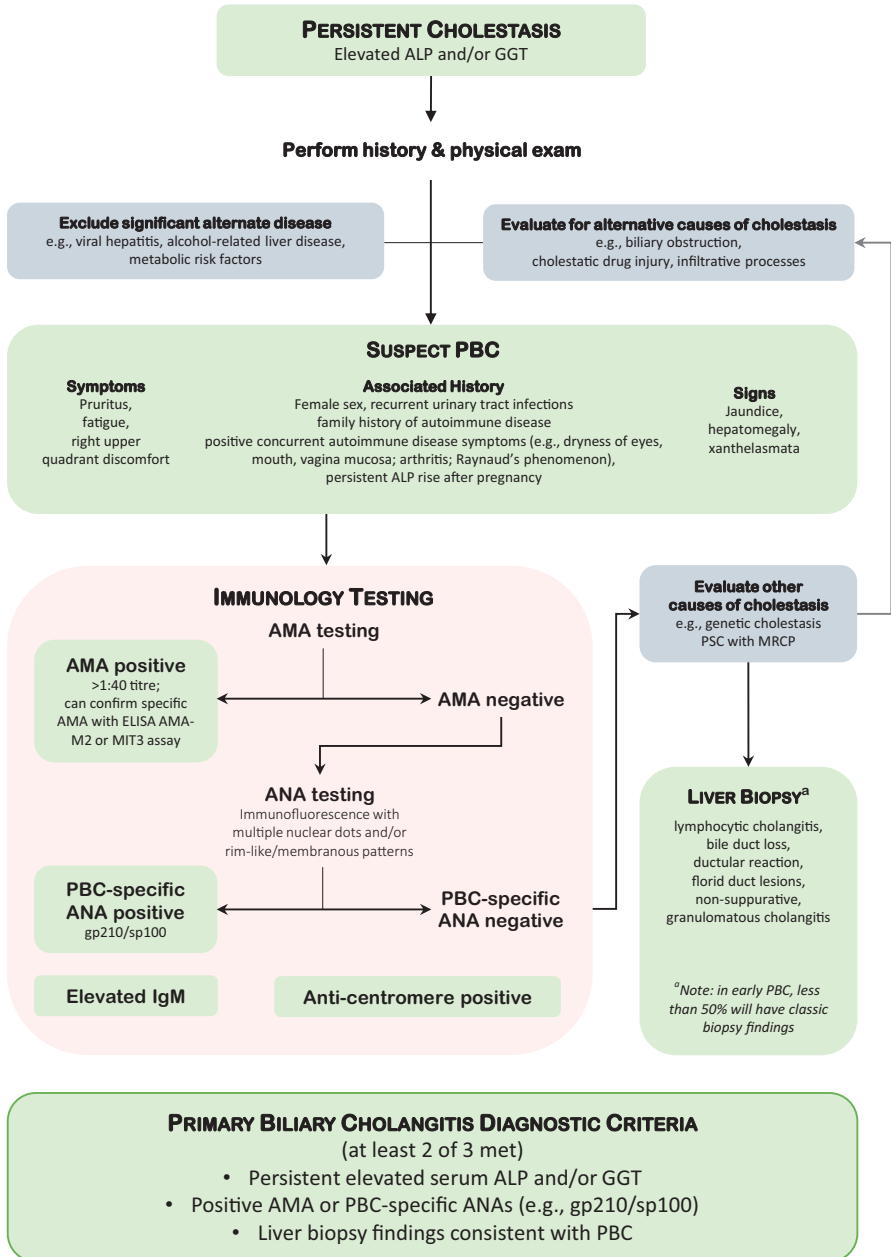 PERSISTENT CHOLESTASIS
Elevated ALP and/or GGT
Perform history & physical exam
Exclude significant alternate disease
e.g., viral hepatitis, alcohol-related liver disease,
metabolic risk factors
Evaluate for alternative causes of cholestasis
e.g., biliary obstruction,
cholestatic drug injury, infiltrative processes
SUSPECT PBC
Symptoms
Pruritus,
fatigue,
right upper
quadrant discomfort
Associated History
Female sex, recurrent urinary tract infections
family history of autoimmune disease
positive concurrent autoimmune disease symptoms (e.g., dryness of eyes,
mouth, vagina mucosa; arthritis; Raynaud's phenomenon),
persistent ALP rise after pregnancy
Signs
Jaundice,
hepatomegaly,
xanthelasmata
IMMUNOLOGY TESTING
AMA testing
AMA positive
>1:40 titre;
can confirm specific
AMA with ELISA AMA-
M2 or MIT3 assay
AMA negative
ANA testing
Immunofluorescence with
multiple nuclear dots and/or
rim-like/membranous patterns
PBC-specific
ANA positive
gp210/sp100
PBC-specific
ANA negative
Elevated IgM
Anti-centromere positive
Evaluate other
causes of cholestasis
e.g., genetic cholestasis
PSC with MRCP
LIVER BIOPSYa
lymphocytic cholangitis,
bile duct loss,
ductular reaction,
florid duct lesions,
non-suppurative,
granulomatous cholangitis
aNote: in early PBC, less
than 50% will have classic
biopsy findings
PRIMARY BILIARY CHOLANGITIS DIAGNOSTIC CRITERIA
(at least 2 of 3 met)
• Persistent elevated serum ALP and/or GGT
• Positive AMA or PBC-specific ANAs (e.g., gp210/sp100)
• Liver biopsy findings consistent with PBC